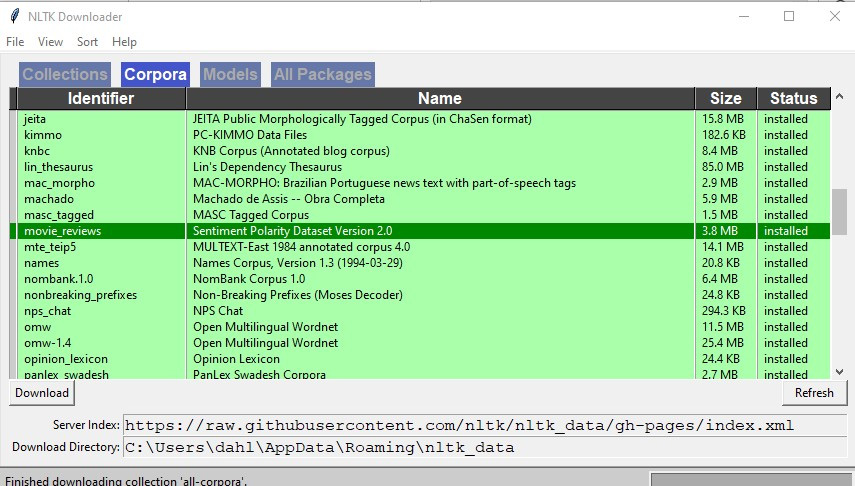 NLTK Downloader
File View Sort Help
Collections Corpora Models All Packages
Identifier Name Size Status
jeita JEITA Public Morphologically Tagged Corpus (in ChaSen format) 15.8 MB installed
kimmo PC-KIMMO Data Files 182.6 KB installed
knbc KNB Corpus (Annotated blog corpus) 8.4 MB installed
lin_thesaurus Lin's Dependency Thesaurus 85.0 MB installed
mac_morpho MAC-MORPHO: Brazilian Portuguese news text with part-of-speech tags 2.9 MB installed
machado Machado de Assis -- Obra Completa 5.9 MB installed
masc_tagged MASC Tagged Corpus 1.5 MB installed
movie_reviews Sentiment Polarity Dataset Version 2.0 3.8 MB installed
mte_teip5 MULTEXT-East 1984 annotated corpus 4.0 14.1 MB installed
names Names Corpus, Version 1.3 (1994-03-29) 20.8 KB installed
nombank.1.0 NomBank Corpus 1.0 6.4 MB installed
nonbreaking_prefixes Non-Breaking Prefixes (Moses Decoder) 24.8 KB installed
nps_chat NPS Chat 294.3 KB installed
omw Open Multilingual Wordnet 11.5 MB installed
omw-1.4 Open Multilingual Wordnet 25.4 MB installed
opinion_lexicon Opinion Lexicon 24.4 KB installed
panlex_swadesh PanLex Swadesh Corpora 2.7 MB installed
Download Refresh
Server Index: https://raw.githubusercontent.com/nltk/nltk_data/gh-pages/index.xml
Download Directory: C:\Users\dahl\AppData\Roaming\nltk_data
Finished downloading collection 'all-corpora'.